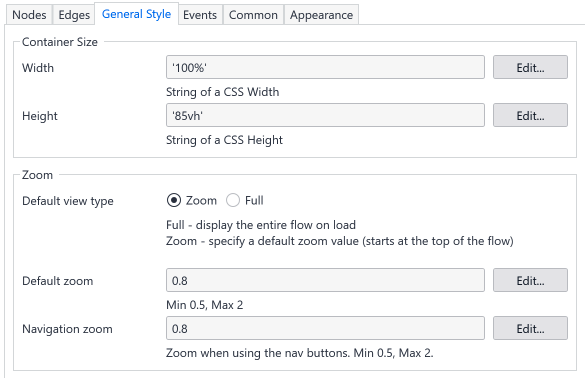 Nodes Edges General Style Events Common Appearance
Container Size
Width '100%' Edit...
String of a CSS Width
Height '85vh' Edit...
String of a CSS Height
Zoom
Default view type Zoom Full
Full - display the entire flow on load
Zoom - specify a default zoom value (starts at the top of the flow)
Default zoom 0.8 Edit...
Min 0.5, Max 2
Navigation zoom 0.8 Edit...
Zoom when using the nav buttons. Min 0.5, Max 2.